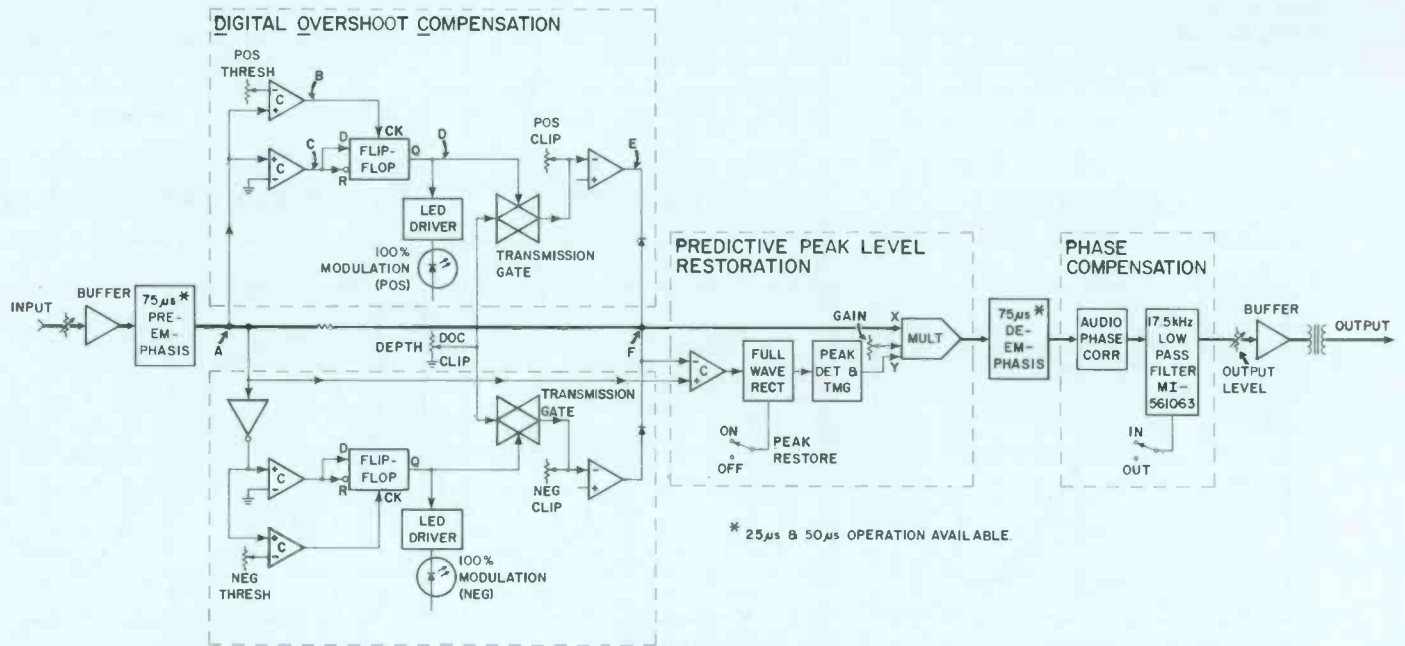 DIGITAL OVERSHOOT COMPENSATION
POS
THRESH
B
−
C
+
CK
D
POS
CLIP
E
+
C
−
C
D
FLIP-
FLOP
Q
R
−
+
LED
DRIVER
100%
MODULATION
(POS)
TRANSMISSION
GATE
PREDICTIVE PEAK LEVEL
RESTORATION
PHASE
COMPENSATION
INPUT
BUFFER
75µs*
PRE-
EM-
PHASIS
A
DEPTH
DOC
CLIP
F
GAIN
X
MULT
Y
−
C
+
FULL
WAVE
RECT
PEAK
DET &
TMG
75µs*
DE-
EM-
PHASIS
AUDIO
PHASE
CORR
17.5kHz
LOW
PASS
FILTER
MI-
561063
BUFFER
OUTPUT
LEVEL
OUTPUT
ON
OFF
PEAK
RESTORE
IN
OUT
TRANSMISSION
GATE
+
C
−
D
FLIP-
FLOP
Q
R
CK
NEG
CLIP
−
+
+
C
−
NEG
THRESH
LED
DRIVER
100%
MODULATION
(NEG)
* 25µs & 50µs OPERATION AVAILABLE.